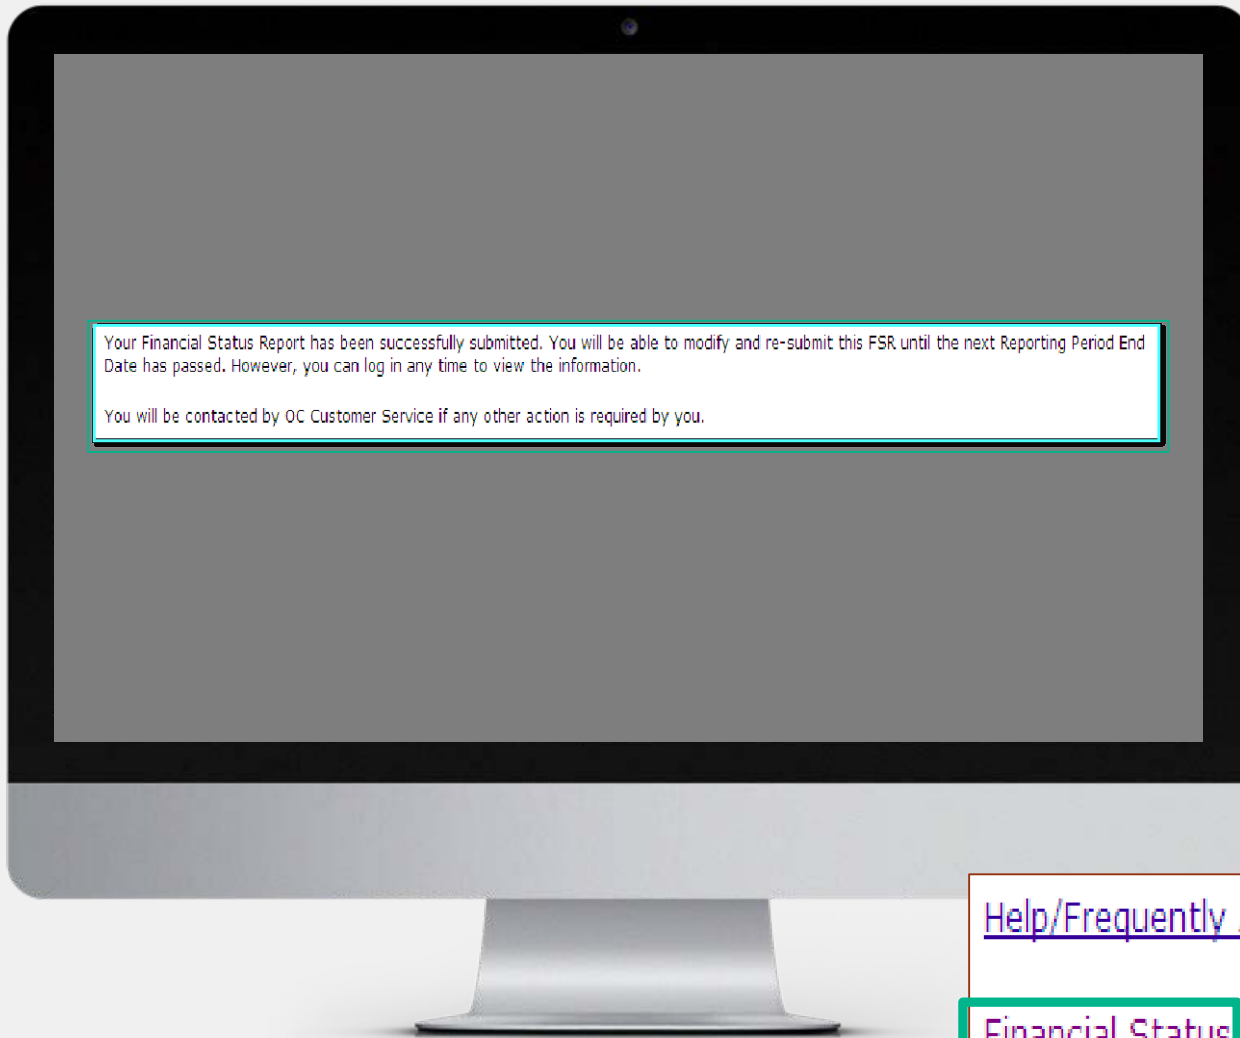 Your Financial Status Report has been successfully submitted. You will be able to modify and re-submit this FSR until the next Reporting Period End
Date has passed. However, you can log in any time to view the information.
You will be contacted by OC Customer Service if any other action is required by you.
Help/Frequently
Financial Status